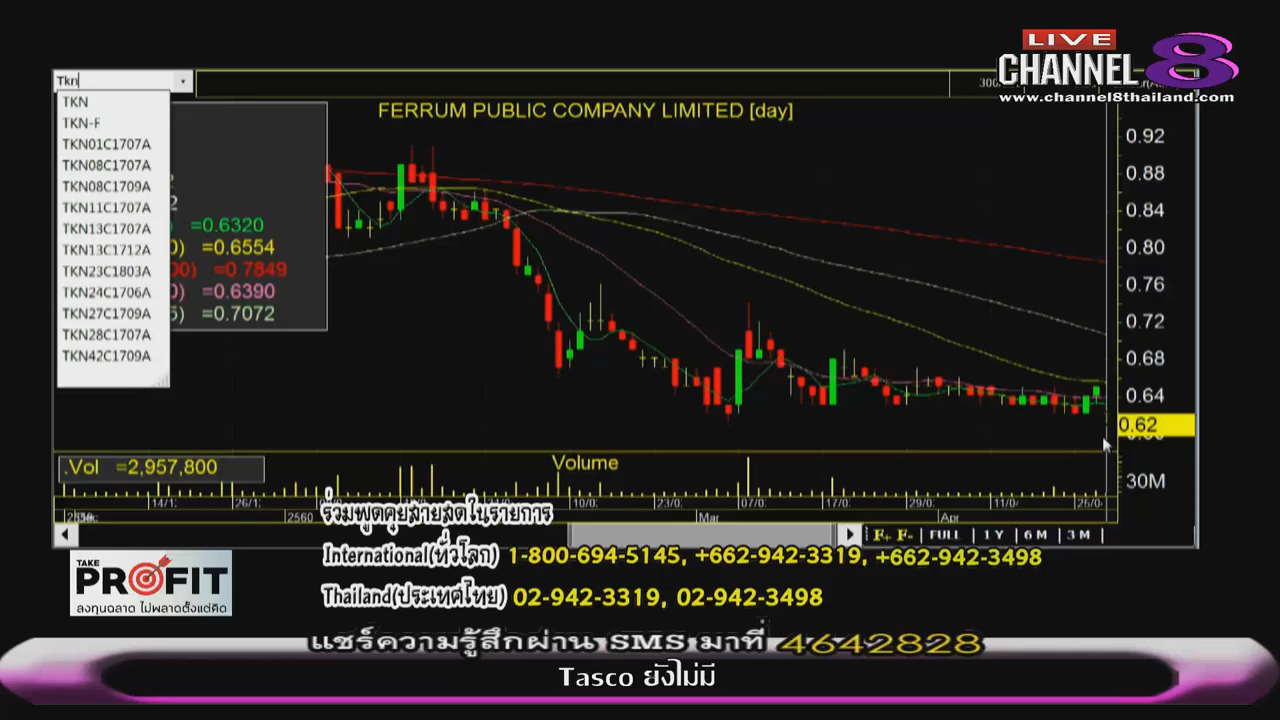 LIVE
CHANNEL 8
www.channel8thailand.com
Tkn
TKN
TKN-F
TKN01C1707A
TKN08C1707A
TKN08C1709A
TKN11C1707A
TKN13C1707A
TKN13C1712A
TKN23C1803A
TKN24C1706A
TKN27C1709A
TKN28C1707A
TKN42C1709A
FERRUM PUBLIC COMPANY LIMITED [day]
=0.6320
=0.6554
=0.7849
=0.6390
=0.7072
0.92
0.88
0.84
0.80
0.76
0.72
0.68
0.64
0.62
.Vol =2,957,800
Volume
30M
14/1: 26/1: 10/0: 23/0: 07/0: 17/0: 11/0: 25/0
2560 Mar Apr
FULL 1 Y 6 M 3 M
ร่วมพูดคุยสายสดในรายการ
International(ทั่วโลก) 1-800-694-5145, +662-942-3319, +662-942-3498
Thailand(ประเทศไทย) 02-942-3319, 02-942-3498
TAKE
PROFIT
ลงทุนฉลาด ไม่พลาดตั้งแต่คิด
แชร์ความรู้สึกผ่าน SMS มาที่ 4642828
Tasco ยังไม่มี